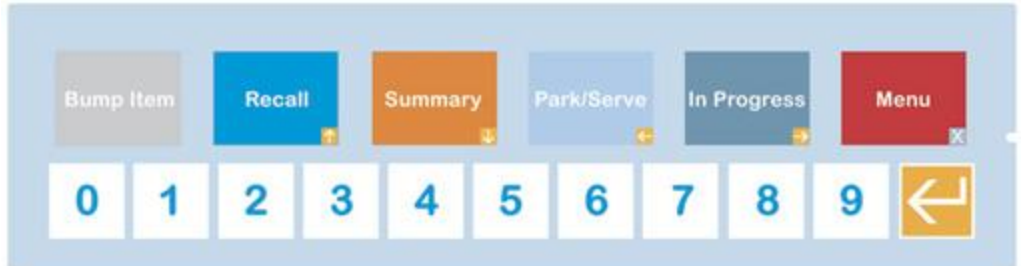 Bump Item Recall Summary Park/Serve In Progress Menu
0 1 2 3 4 5 6 7 8 9